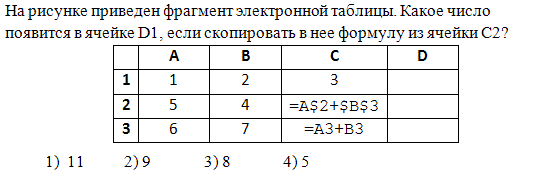 На рисунке приведен фрагмент электронной таблицы. Какое число
появится в ячейке D1, если скопировать в нее формулу из ячейки C2?
A B C D
1 1 2 3
2 5 4 =A$2+$B$3
3 6 7 =A3+B3
1) 11 2) 9 3) 8 4) 5